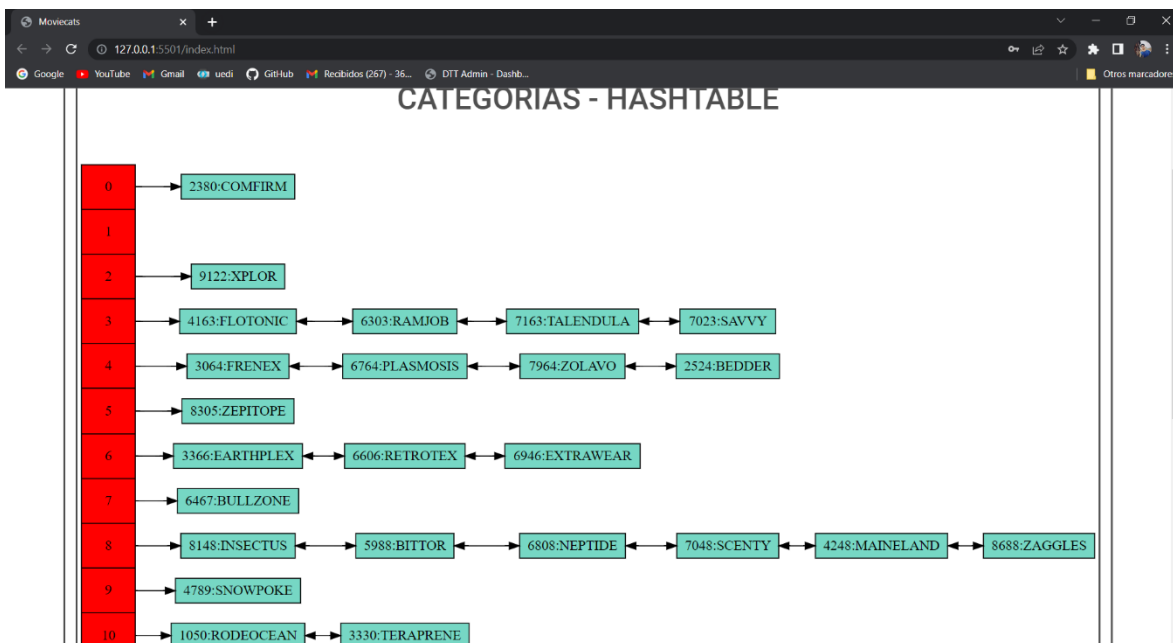 Moviecats
127.0.0.1:5501/index.html
Google YouTube Gmail uedi GitHub Recibidos (267) - 36... DTT Admin - Dashb... Otros marcadores
CATEGORIAS - HASHTABLE
0 2380:COMFIRM
1
2 9122:XPLOR
3 4163:FLOTONIC 6303:RAMJOB 7163:TALENDULA 7023:SAVVY
4 3064:FRENEX 6764:PLASMOSIS 7964:ZOLAVO 2524:BEDDER
5 8305:ZEPITOPE
6 3366:EARTHPLEX 6606:RETROTEX 6946:EXTRAWEAR
7 6467:BULLZONE
8 8148:INSECTUS 5988:BITTOR 6808:NEPTIDE 7048:SCENTY 4248:MAINELAND 8688:ZAGGLES
9 4789:SNOWPOKE
10 1050:RODEOCEAN 3330:TERAPRENE